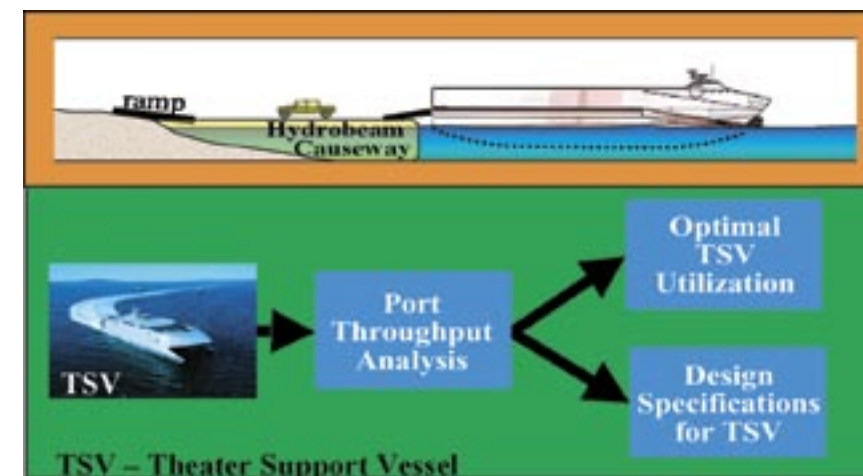 ramp
Hydrobeam
Causeway
TSV
Port
Throughput
Analysis
Optimal
TSV
Utilization
Design
Specifications
for TSV
TSV – Theater Support Vessel